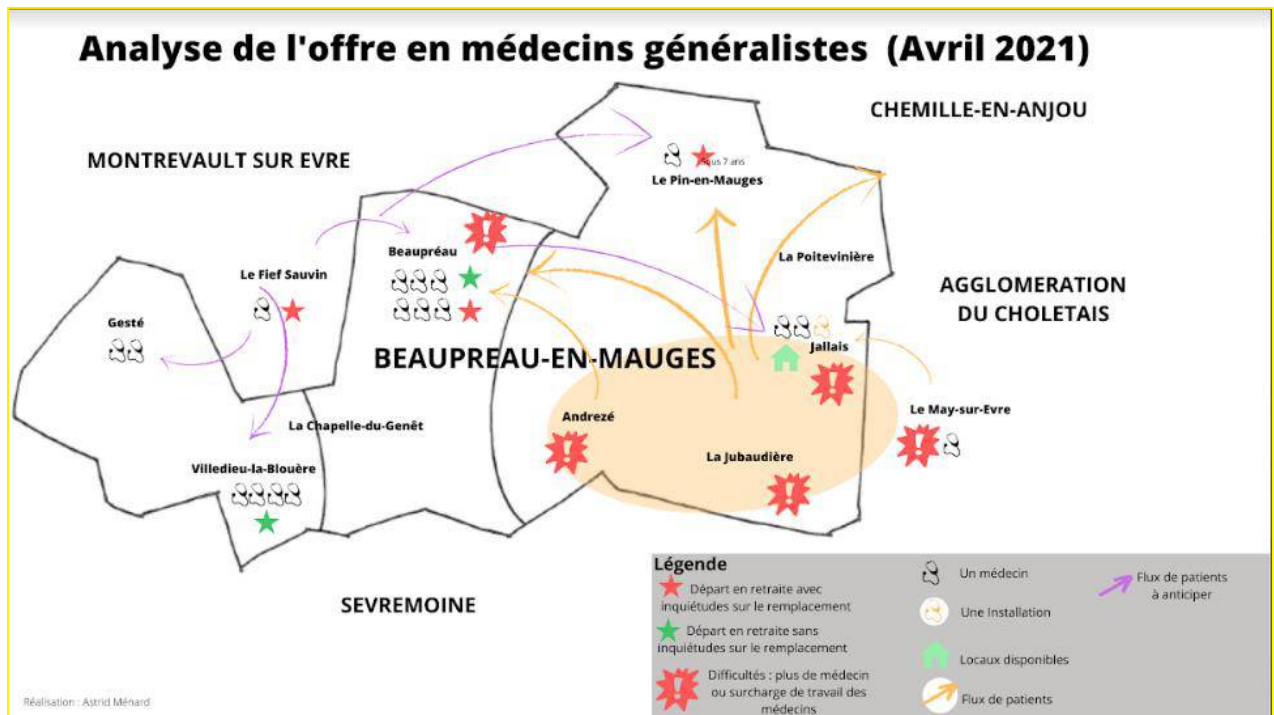 Analyse de l'offre en médecins généralistes (Avril 2021)
CHEMILLE-EN-ANJOU
MONTREVAULT SUR EVRE
Sous 7 ans
Le Pin-en-Mauges
Beaupréau
La Poitevinière
Le Fief Sauvin
AGGLOMERATION
DU CHOLETAIS
Gesté
Jallais
BEAUPREAU-EN-MAUGES
Le May-sur-Evre
Andrezé
La Chapelle-du-Genêt
La Jubaudière
Villedieu-la-Blouère
SEVREMOINE
Légende
Départ en retraite avec
inquiétudes sur le remplacement
Départ en retraite sans
inquiétudes sur le remplacement
Difficultés : plus de médecin
ou surcharge de travail des
médecins
Un médecin
Une Installation
Locaux disponibles
Flux de patients
Flux de patients
à anticiper
Réalisation : Astrid Ménard